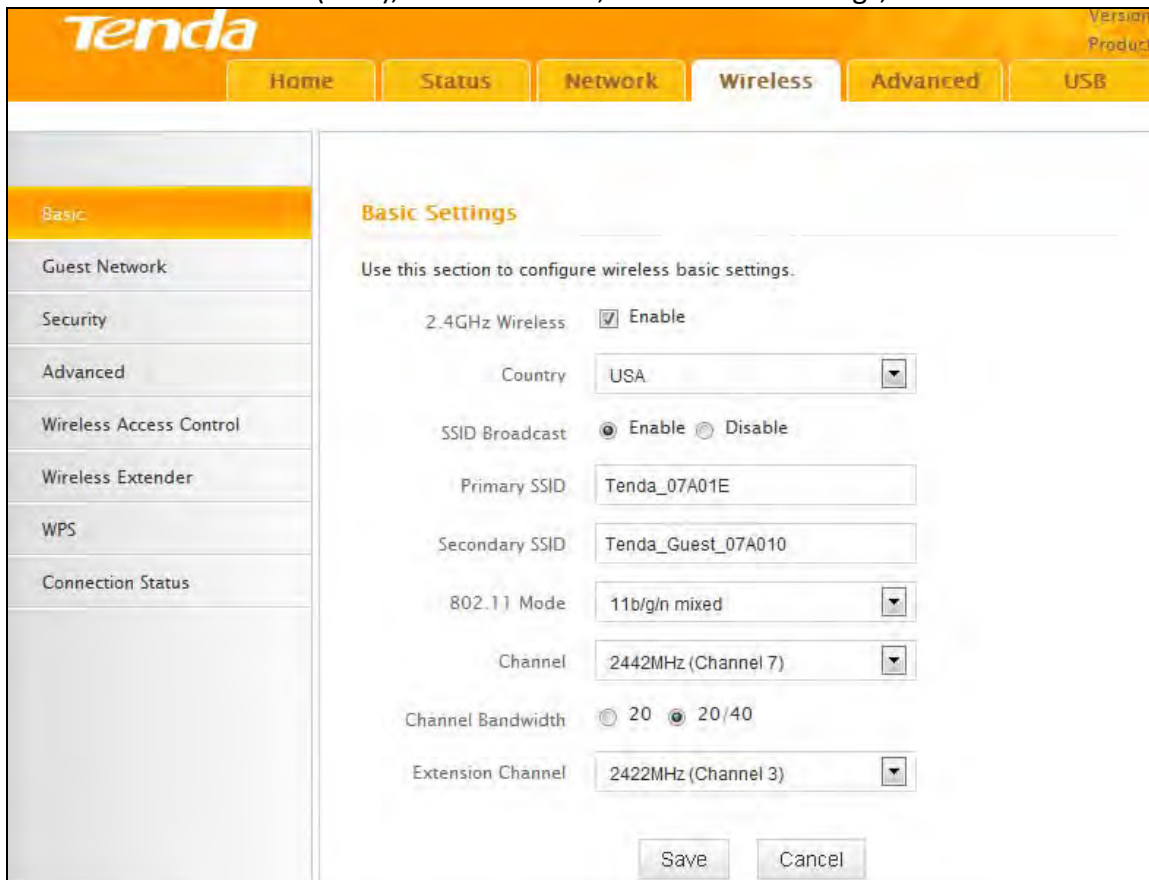 Tenda
Version
Product
Home Status Network Wireless Advanced USB
Basic
Guest Network
Security
Advanced
Wireless Access Control
Wireless Extender
WPS
Connection Status
Basic Settings
Use this section to configure wireless basic settings.
2.4GHz Wireless Enable
Country USA
SSID Broadcast Enable Disable
Primary SSID Tenda_07A01E
Secondary SSID Tenda_Guest_07A010
802.11 Mode 11b/g/n mixed
Channel 2442MHz (Channel 7)
Channel Bandwidth 20 20/40
Extension Channel 2422MHz (Channel 3)
Save Cancel